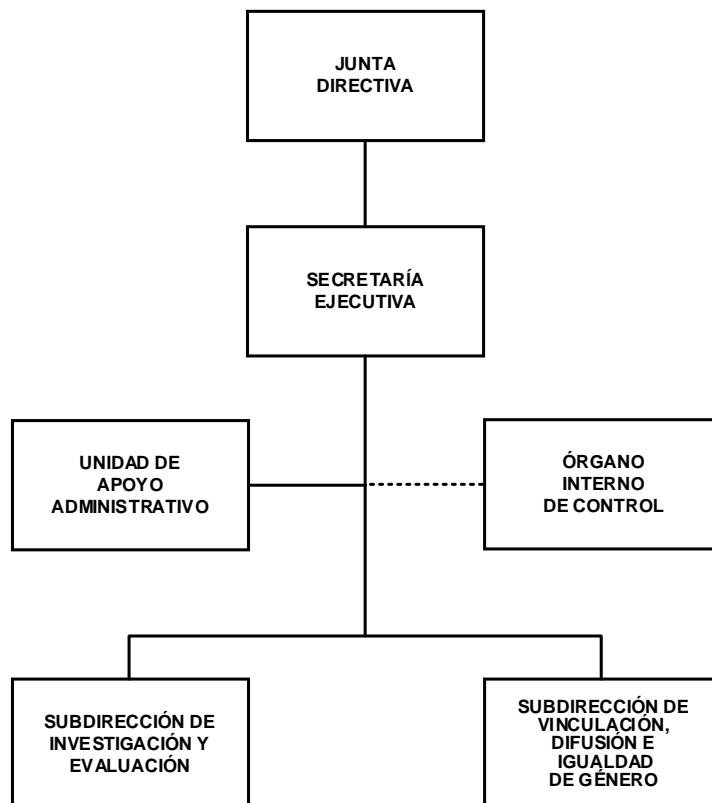 JUNTA
DIRECTIVA
SECRETARÍA
EJECUTIVA
UNIDAD DE
APOYO
ADMINISTRATIVO
ÓRGANO
INTERNO
DE CONTROL
SUBDIRECCIÓN DE
INVESTIGACIÓN Y
EVALUACIÓN
SUBDIRECCIÓN DE
VINCULACIÓN,
DIFUSIÓN E
IGUALDAD
DE GÉNERO